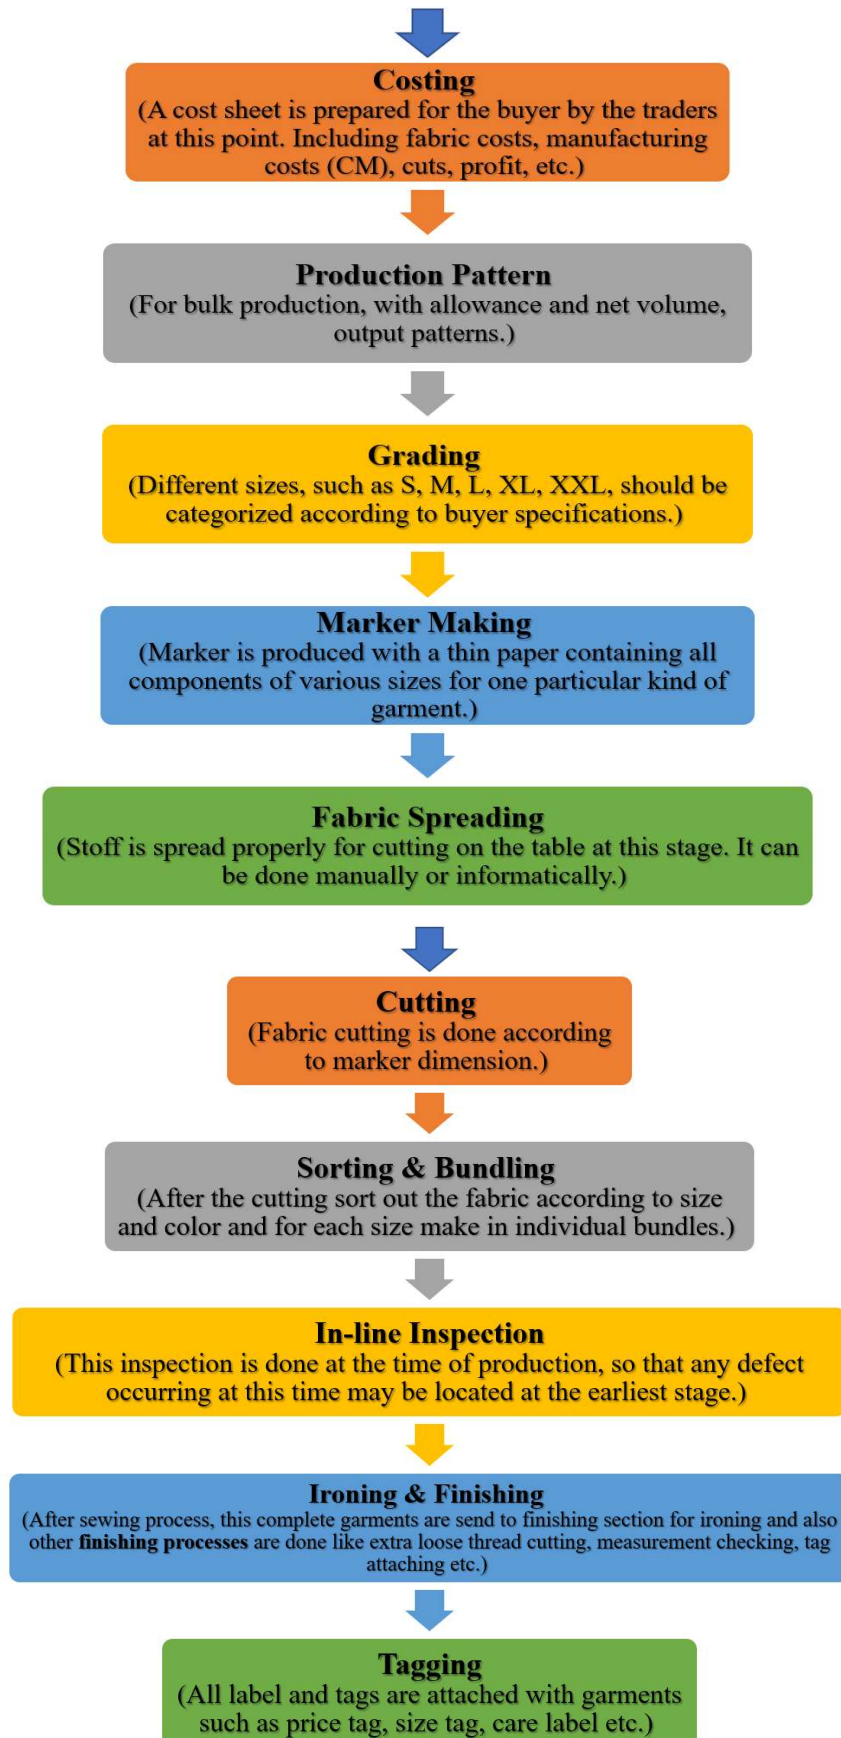 Costing
(A cost sheet is prepared for the buyer by the traders
at this point. Including fabric costs, manufacturing
costs (CM), cuts, profit, etc.)
Production Pattern
(For bulk production, with allowance and net volume,
output patterns.)
Grading
(Different sizes, such as S, M, L, XL, XXL, should be
categorized according to buyer specifications.)
Marker Making
(Marker is produced with a thin paper containing all
components of various sizes for one particular kind of
garment.)
Fabric Spreading
(Stoff is spread properly for cutting on the table at this stage. It can
be done manually or informatically.)
Cutting
(Fabric cutting is done according
to marker dimension.)
Sorting & Bundling
(After the cutting sort out the fabric according to size
and color and for each size make in individual bundles.)
In-line Inspection
(This inspection is done at the time of production, so that any defect
occurring at this time may be located at the earliest stage.)
Ironing & Finishing
(After sewing process, this complete garments are send to finishing section for ironing and also
other finishing processes are done like extra loose thread cutting, measurement checking, tag
attaching etc.)
Tagging
(All label and tags are attached with garments
such as price tag, size tag, care label etc.)